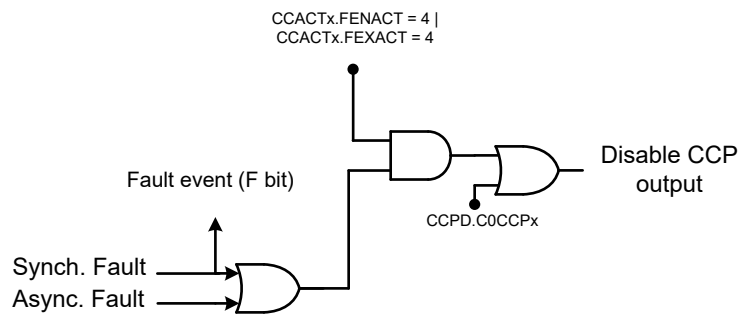 CCACTx.FENACT = 4 |
CCACTx.FEXACT = 4
Disable CCP
output
Fault event (F bit)
CCPD.C0CCPx
Synch. Fault
Async. Fault